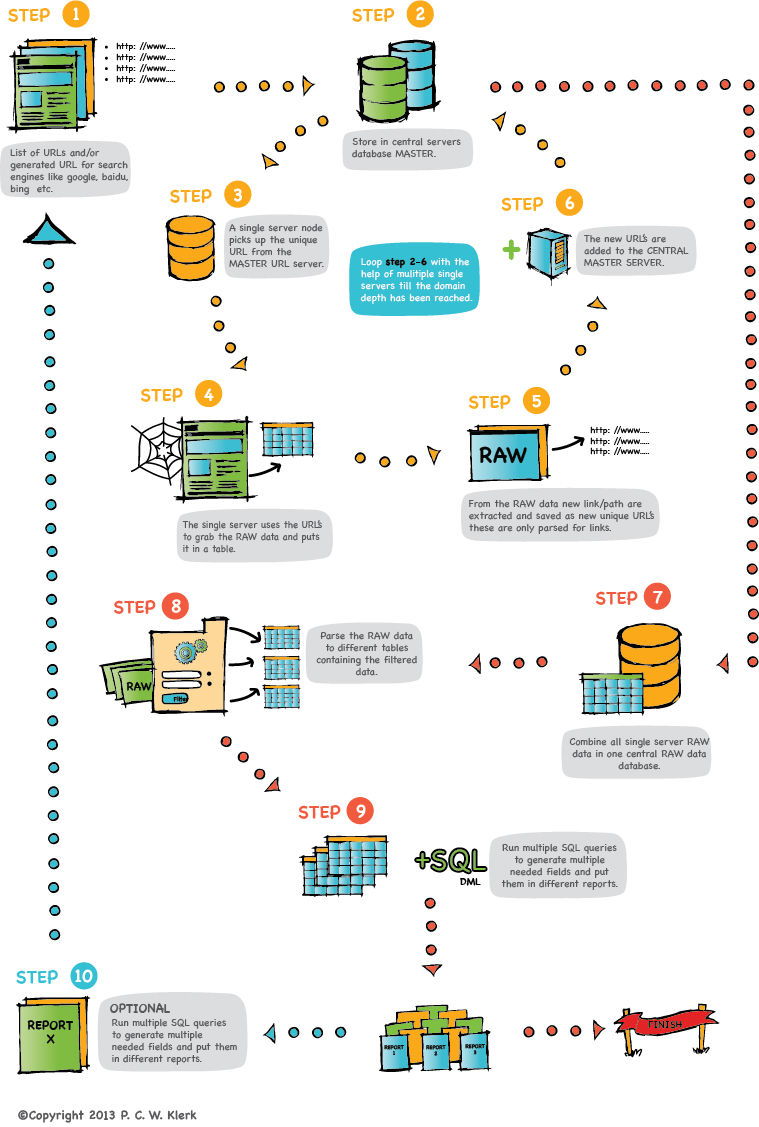 STEP 1
http: //www.....
http: //www.....
http: //www.....
http: //www.....
List of URLs and/or
generated URL for search
engines like google, baidu,
bing etc.
STEP 2
Store in central servers
database MASTER.
STEP 3
A single server node
picks up the unique
URL from the
MASTER URL server.
Loop step 2-6 with the
help of mulitiple single
servers till the domain
depth has been reached.
STEP 6
+
The new URL's are
added to the CENTRAL
MASTER SERVER.
STEP 4
The single server uses the URL's
to grab the RAW data and puts
it in a table.
STEP 5
RAW
http: //www.....
http: //www.....
http: //www.....
From the RAW data new link/path are
extracted and saved as new unique URL's
these are only parsed for links.
STEP 7
Combine all single server RAW
data in one central RAW data
database.
STEP 8
RAW
Filter
Parse the RAW data
to different tables
containing the filtered
data.
STEP 9
+SQL
DML
Run multiple SQL queries
to generate multiple
needed fields and put
them in different reports.
STEP 10
REPORT
X
OPTIONAL
Run multiple SQL queries
to generate multiple
needed fields and put them
in different reports.
REPORT
1
REPORT
2
REPORT
3
FINISH
©Copyright 2013 P. C. W. Klerk